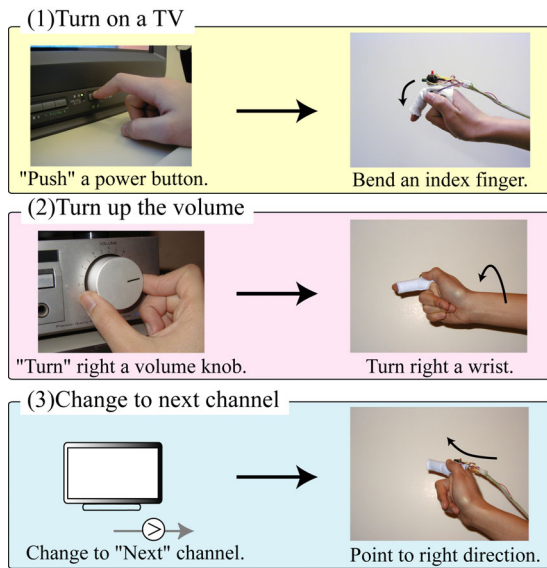 (1)Turn on a TV
"Push" a power button.
Bend an index finger.
(2)Turn up the volume
VOLUME
"Turn" right a volume knob.
Turn right a wrist.
(3)Change to next channel
Change to "Next" channel.
Point to right direction.